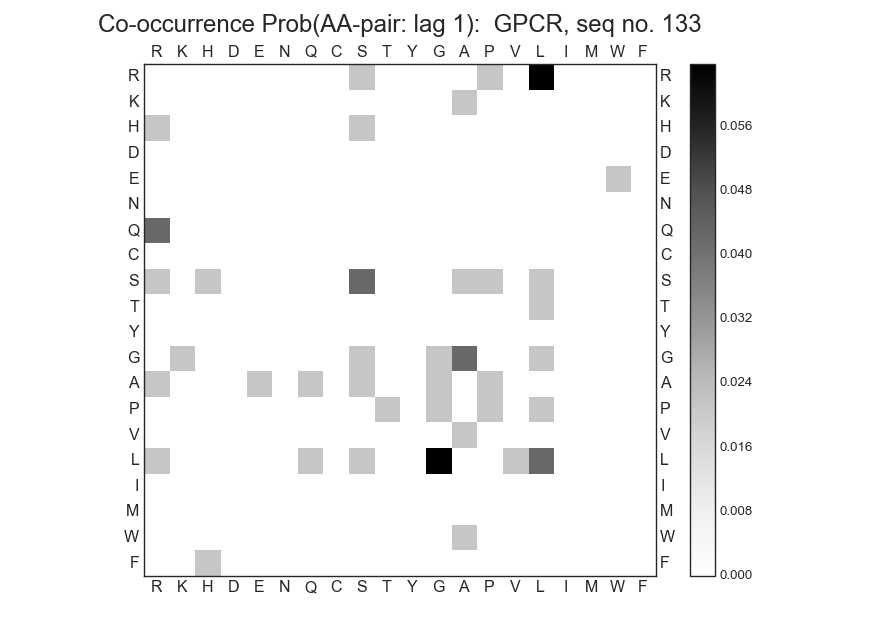 Co-occurrence Prob(AA-pair: lag 1):  GPCR, seq no. 133
R K H D E N Q C S T Y G A P V L I M W F
R R
K K
0.056
H H
D D
E E
0.048
N N
Q Q
0.040
C C
S S
T T
0.032
Y Y
G G
0.024
A A
P P
V V
0.016
L L
I I
0.008
M M
W W
F F
0.000
R K H D E N Q C S T Y G A P V L I M W F